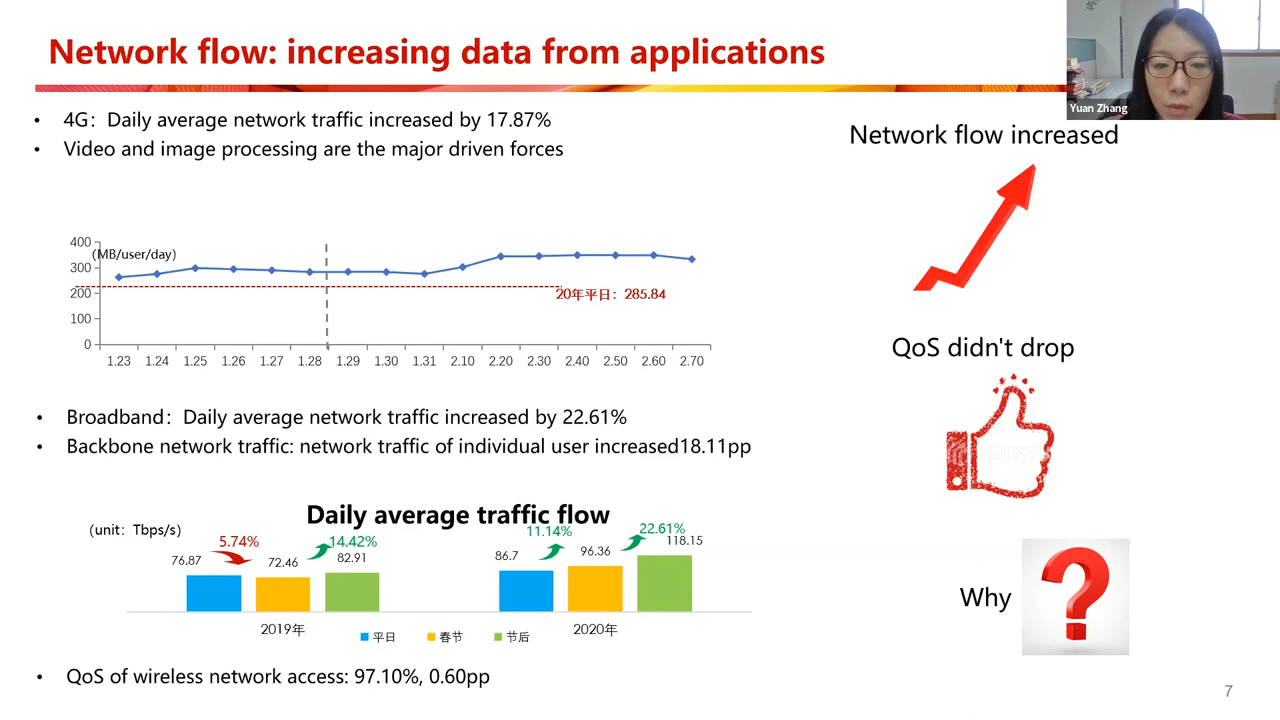 Network flow: increasing data from applications
Yuan Zhang
• 4G：Daily average network traffic increased by 17.87%
• Video and image processing are the major driven forces
Network flow increased
400
(MB/user/day)
300
200
100
0
20年平日：285.84
1.23 1.24 1.25 1.26 1.27 1.28 1.29 1.30 1.31 2.10 2.20 2.30 2.40 2.50 2.60 2.70
QoS didn't drop
• Broadband：Daily average network traffic increased by 22.61%
• Backbone network traffic: network traffic of individual user increased18.11pp
Daily average traffic flow
(unit：Tbps/s)
5.74% 14.42% 11.14% 22.61%
76.87 72.46 82.91 86.7 96.36 118.15
2019年 2020年
平日 春节 节后
Why
• QoS of wireless network access: 97.10%, 0.60pp
7